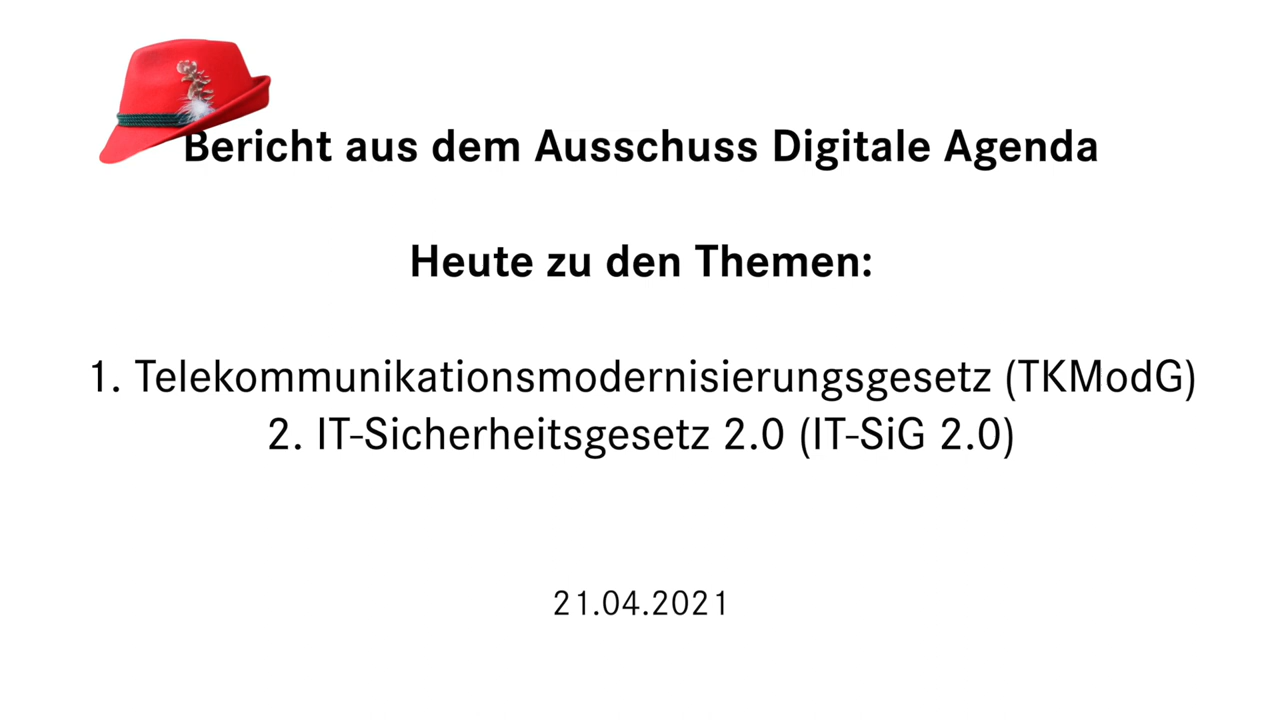 Bericht aus dem Ausschuss Digitale Agenda
Heute zu den Themen:
1. Telekommunikationsmodernisierungsgesetz (TKModG)
2. IT-Sicherheitsgesetz 2.0 (IT-SiG 2.0)
21.04.2021